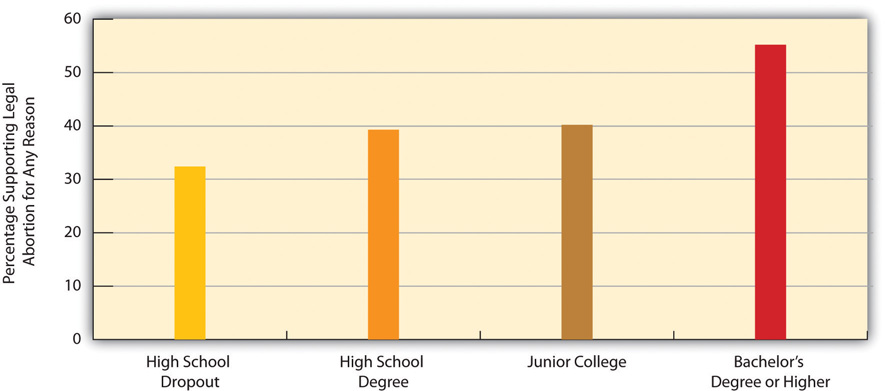 60
50
40
30
20
10
0
Percentage Supporting Legal
Abortion for Any Reason
High School
Dropout
High School
Degree
Junior College
Bachelor's
Degree or Higher